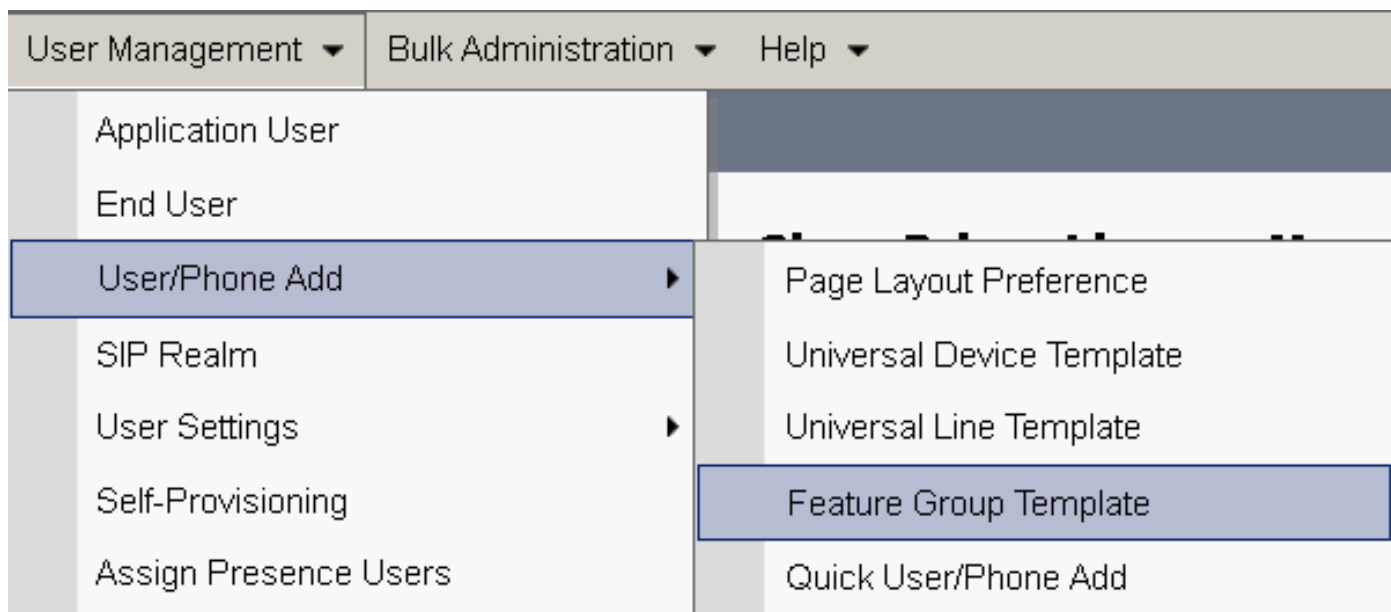 User Management Bulk Administration Help
Application User
End User
User/Phone Add
SIP Realm
User Settings
Self-Provisioning
Assign Presence Users
Page Layout Preference
Universal Device Template
Universal Line Template
Feature Group Template
Quick User/Phone Add